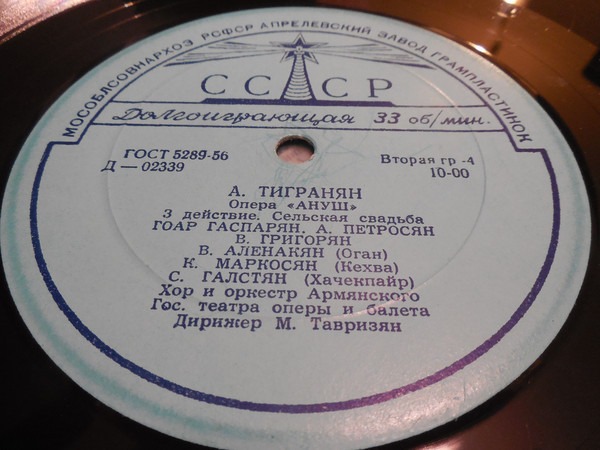 МОСОБЛСОВНАРХОЗ РСФСР АПРЕЛЕВСКИЙ ЗАВОД ГРАМПЛАСТИНОК
СССР
Долгоиграющая 33 об/мин.
ГОСТ 5289-56
Д — 02339
Вторая гр -4
10-00
А. ТИГРАНЯН
Опера «АНУШ»
3 действие. Сельская свадьба
ГОАР ГАСПАРЯН, А. ПЕТРОСЯН
В. ГРИГОРЯН
В. АЛЕНАКЯН (Оган)
К. МАРКОСЯН (Кехва)
С. ГАЛСТЯН (Хачекпайр)
Хор и оркестр Армянского
Гос. театра оперы и балета
Дирижер М. Тавризян